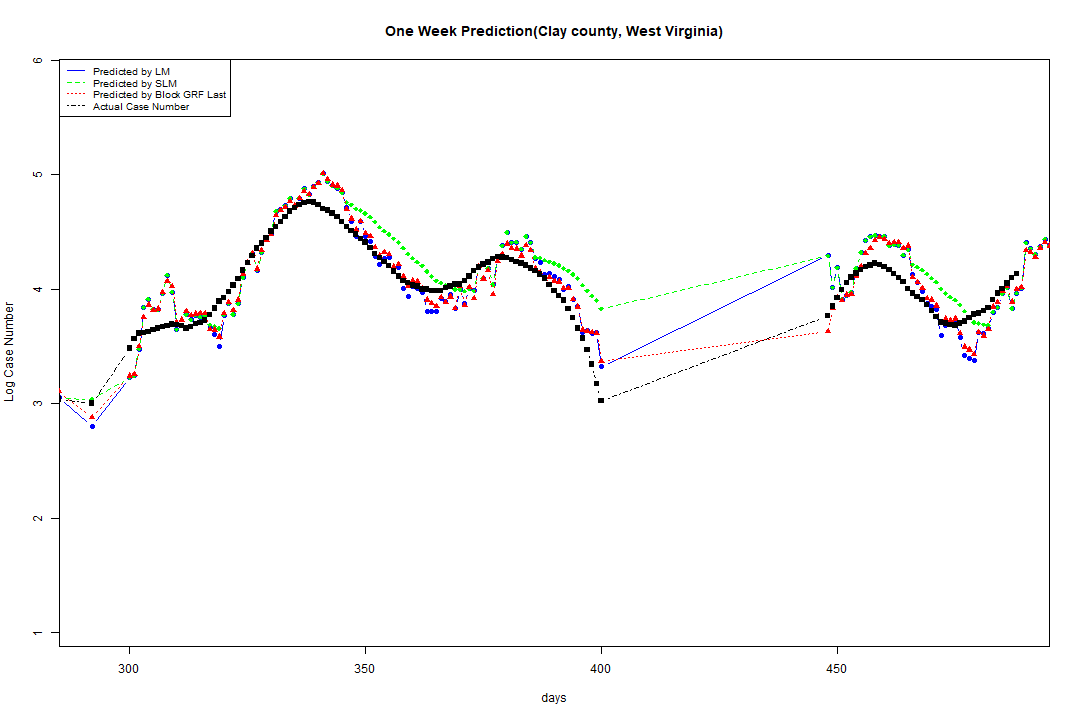 One Week Prediction(Clay county, West Virginia)
Predicted by LM
Predicted by SLM
Predicted by Block GRF Last
Actual Case Number
Log Case Number
6
5
4
3
2
1
300 350 400 450
days